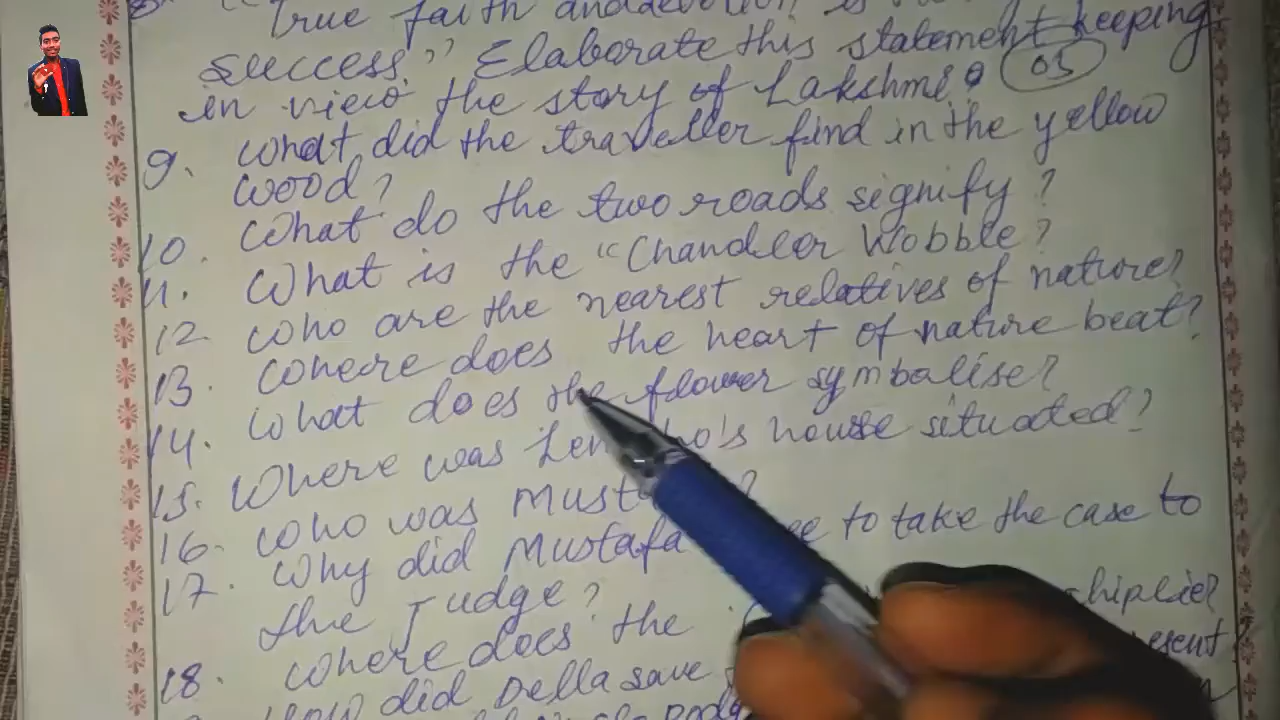 True faith and devotion is
success." Elaborate this statement keeping
in view the story of Lakshmi. 05
9. What did the traveller find in the yellow
wood?
10. What do the two roads signify?
11. What is the "Chandler Wobble?
12. Who are the nearest relatives of nature?
13. Where does the heart of nature beat?
14. What does the flower symbolise?
15. Where was house situated?
16. Who was
17. Why did Mustafa to take the case to
the Judge?
18. Where does the
How did Della save